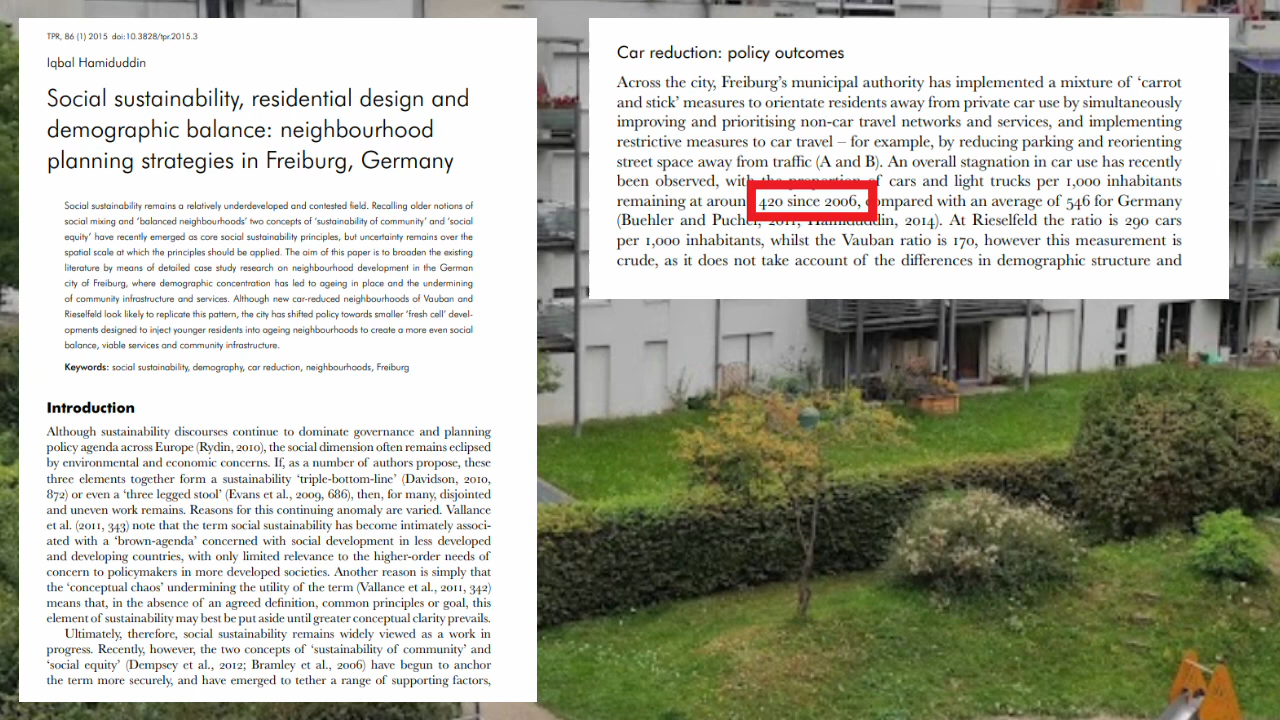 TPR, 86 (1) 2015 doi:10.3828/tpr.2015.3
Iqbal Hamiduddin
Social sustainability, residential design and
demographic balance: neighbourhood
planning strategies in Freiburg, Germany
Social sustainability remains a relatively underdeveloped and contested field. Recalling older notions of
social mixing and ‘balanced neighbourhoods’ two concepts of ‘sustainability of community’ and ‘social
equity’ have recently emerged as core social sustainability principles, but uncertainty remains over the
spatial scale at which the principles should be applied. The aim of this paper is to broaden the existing
literature by means of detailed case study research on neighbourhood development in the German
city of Freiburg, where demographic concentration has led to ageing in place and the undermining
of community infrastructure and services. Although new car-reduced neighbourhoods of Vauban and
Rieselfeld look likely to replicate this pattern, the city has shifted policy towards smaller ‘fresh cell’ devel-
opments designed to inject younger residents into ageing neighbourhoods to create a more even social
balance, viable services and community infrastructure.
Keywords: social sustainability, demography, car reduction, neighbourhoods, Freiburg
Introduction
Although sustainability discourses continue to dominate governance and planning
policy agenda across Europe (Rydin, 2010), the social dimension often remains eclipsed
by environmental and economic concerns. If, as a number of authors propose, these
three elements together form a sustainability ‘triple-bottom-line’ (Davidson, 2010,
872) or even a ‘three legged stool’ (Evans et al., 2009, 686), then, for many, disjointed
and uneven work remains. Reasons for this continuing anomaly are varied. Vallance
et al. (2011, 343) note that the term social sustainability has become intimately associ-
ated with a ‘brown-agenda’ concerned with social development in less developed
and developing countries, with only limited relevance to the higher-order needs of
concern to policymakers in more developed societies. Another reason is simply that
the ‘conceptual chaos’ undermining the utility of the term (Vallance et al., 2011, 342)
means that, in the absence of an agreed definition, common principles or goal, this
element of sustainability may best be put aside until greater conceptual clarity prevails.
Ultimately, therefore, social sustainability remains widely viewed as a work in
progress. Recently, however, the two concepts of ‘sustainability of community’ and
‘social equity’ (Dempsey et al., 2012; Bramley et al., 2006) have begun to anchor
the term more securely, and have emerged to tether a range of supporting factors,
Car reduction: policy outcomes
Across the city, Freiburg’s municipal authority has implemented a mixture of ‘carrot
and stick’ measures to orientate residents away from private car use by simultaneously
improving and prioritising non-car travel networks and services, and implementing
restrictive measures to car travel – for example, by reducing parking and reorienting
street space away from traffic (A and B). An overall stagnation in car use has recently
been observed, with the proportion of cars and light trucks per 1,000 inhabitants
remaining at around 420 since 2006, compared with an average of 546 for Germany
(Buehler and Pucher, 2011; Hamiduddin, 2014). At Rieselfeld the ratio is 290 cars
per 1,000 inhabitants, whilst the Vauban ratio is 170, however this measurement is
crude, as it does not take account of the differences in demographic structure and